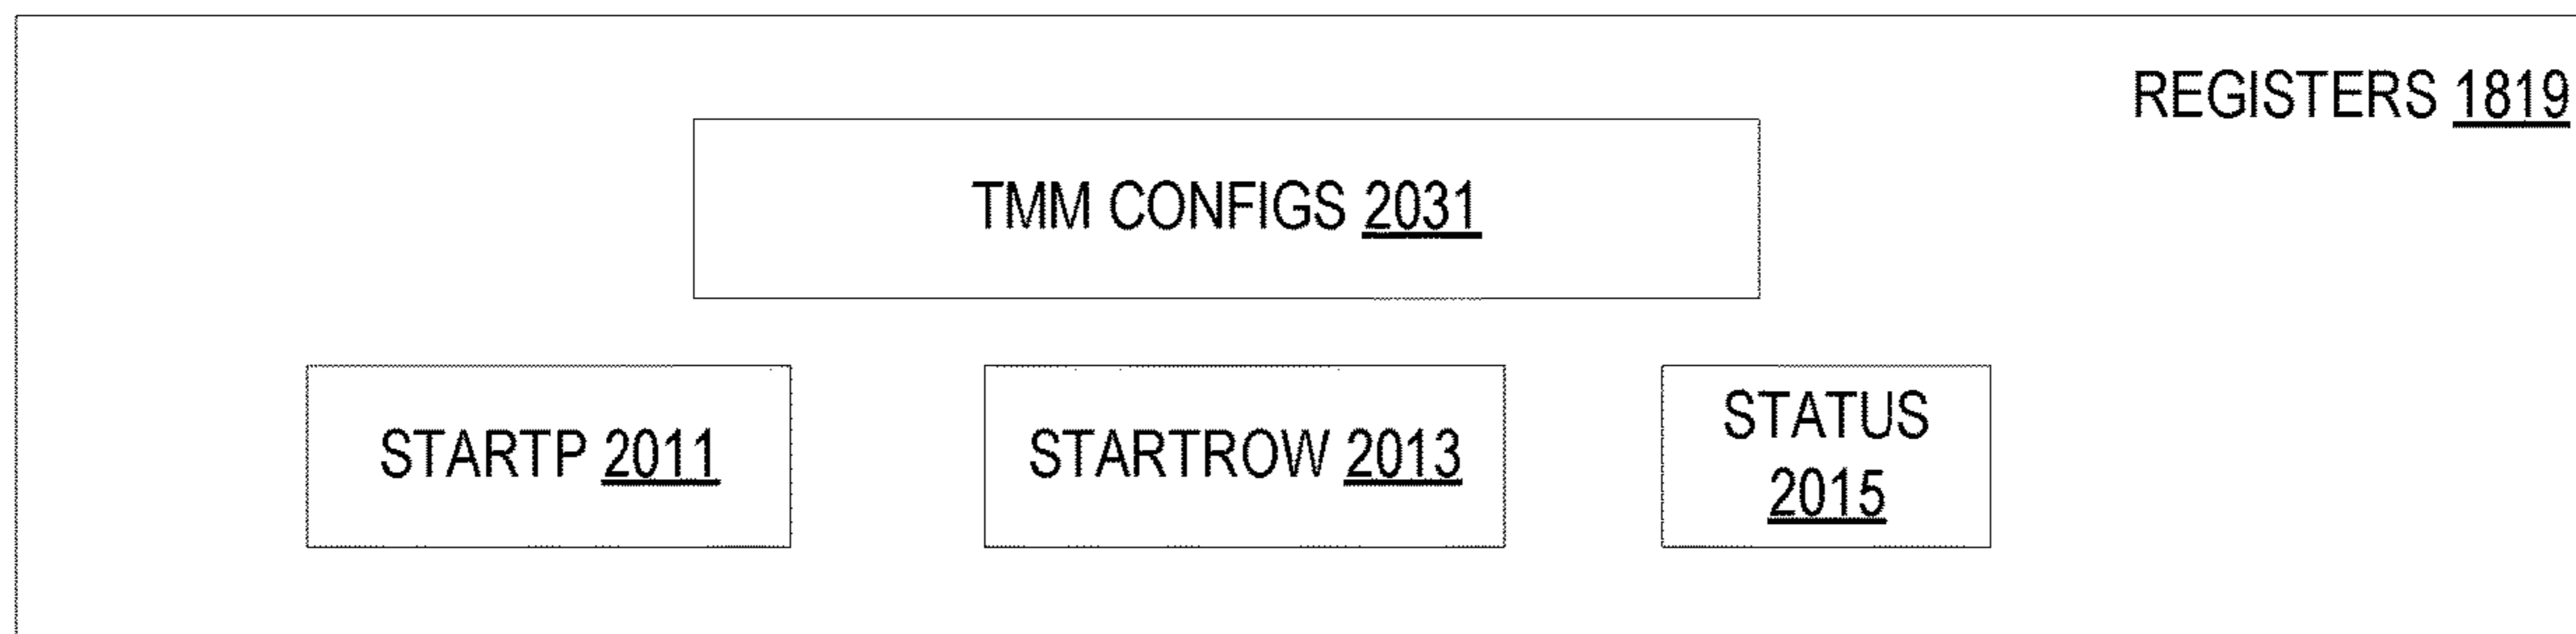 REGISTERS 1819
TMM CONFIGS 2031
STARTP 2011
STARTROW 2013
STATUS
2015